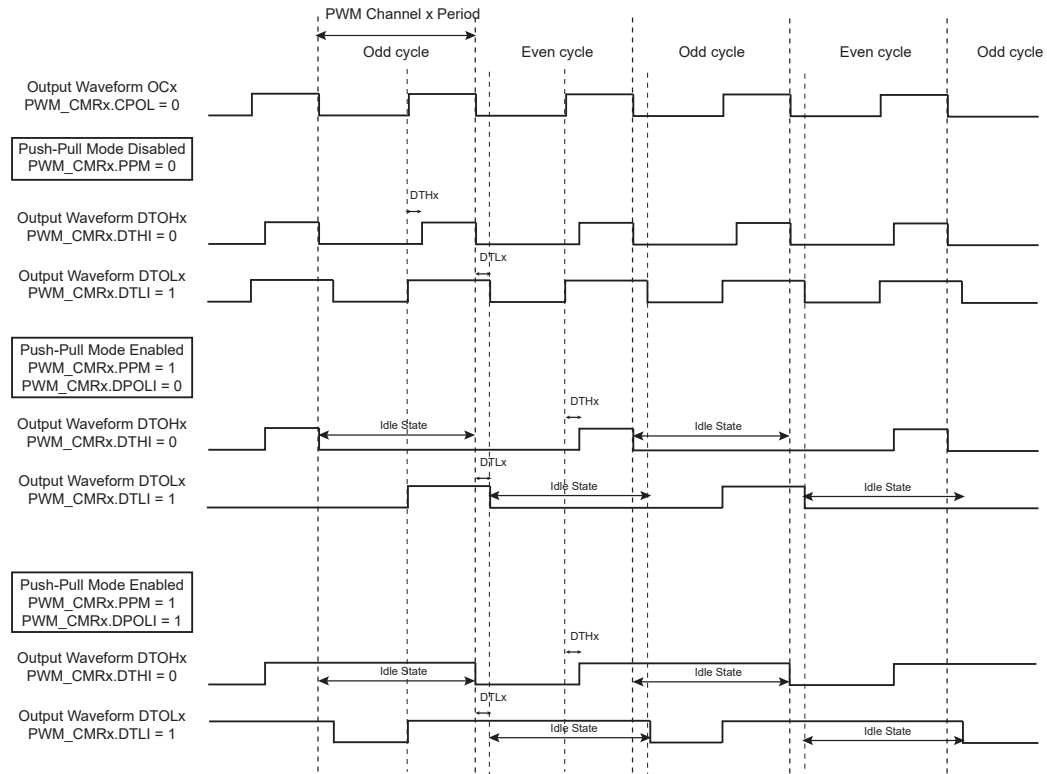 PWM Channel x Period
Odd cycle Even cycle Odd cycle Even cycle Odd cycle
Output Waveform OCx
PWM_CMRx.CPOL = 0
Push-Pull Mode Disabled
PWM_CMRx.PPM = 0
DTHx
Output Waveform DTOHx
PWM_CMRx.DTHI = 0
DTLx
Output Waveform DTOLx
PWM_CMRx.DTLI = 1
Push-Pull Mode Enabled
PWM_CMRx.PPM = 1
PWM_CMRx.DPOLI = 0
DTHx
Output Waveform DTOHx
PWM_CMRx.DTHI = 0
Idle State Idle State
DTLx
Output Waveform DTOLx
PWM_CMRx.DTLI = 1
Idle State Idle State
Push-Pull Mode Enabled
PWM_CMRx.PPM = 1
PWM_CMRx.DPOLI = 1
DTHx
Output Waveform DTOHx
PWM_CMRx.DTHI = 0
Idle State Idle State
DTLx
Output Waveform DTOLx
PWM_CMRx.DTLI = 1
Idle State Idle State